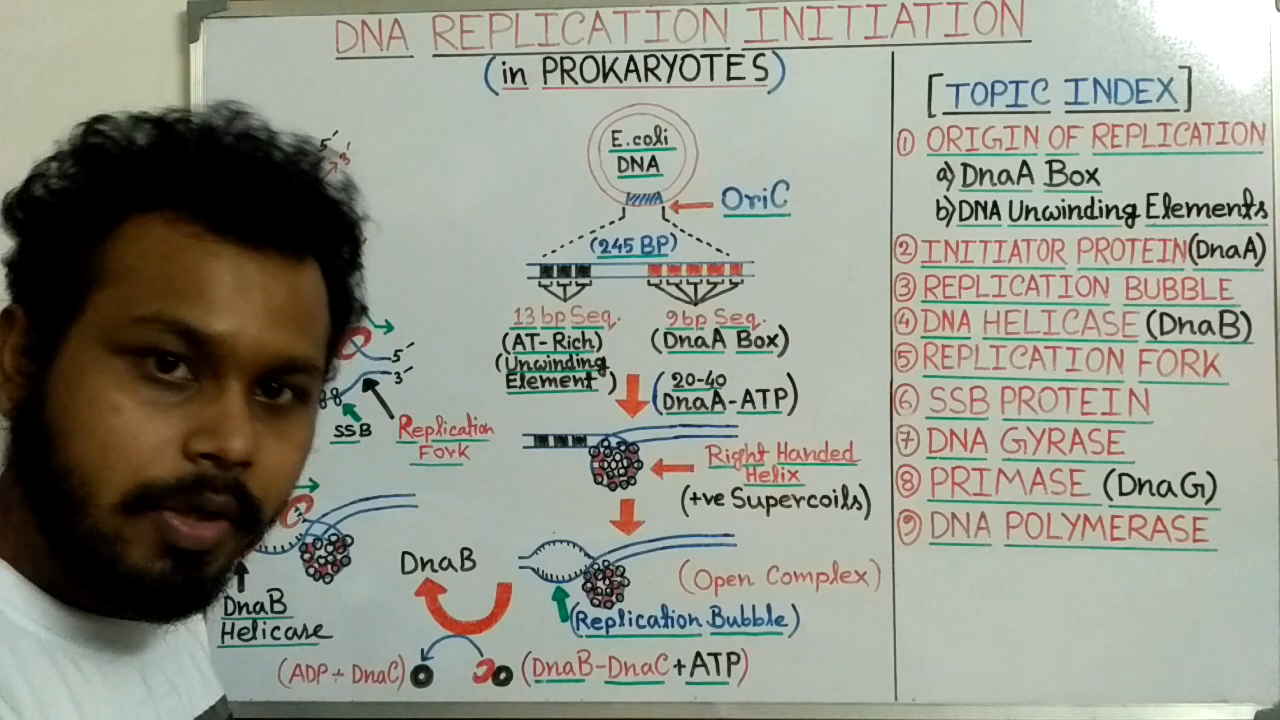 DNA REPLICATION INITIATION
(in PROKARYOTES)
E.coli
DNA
OriC
(245 BP)
13 bp Seq.
(AT-Rich)
(Unwinding
Element)
9 bp Seq.
(DnaA Box)
(20-40
DnaA-ATP)
Right Handed
Helix
(+ve Supercoils)
(Open Complex)
(Replication Bubble)
DnaB
(DnaB-DnaC+ATP)
(ADP + DnaC)
5′
3′
5′
3′
SSB
Replication
Fork
DnaB
Helicase
[TOPIC INDEX]
① ORIGIN OF REPLICATION
a) DnaA Box
b) DNA Unwinding Elements
② INITIATOR PROTEIN (DnaA)
③ REPLICATION BUBBLE
④ DNA HELICASE (DnaB)
⑤ REPLICATION FORK
⑥ SSB PROTEIN
⑦ DNA GYRASE
⑧ PRIMASE (DnaG)
⑨ DNA POLYMERASE